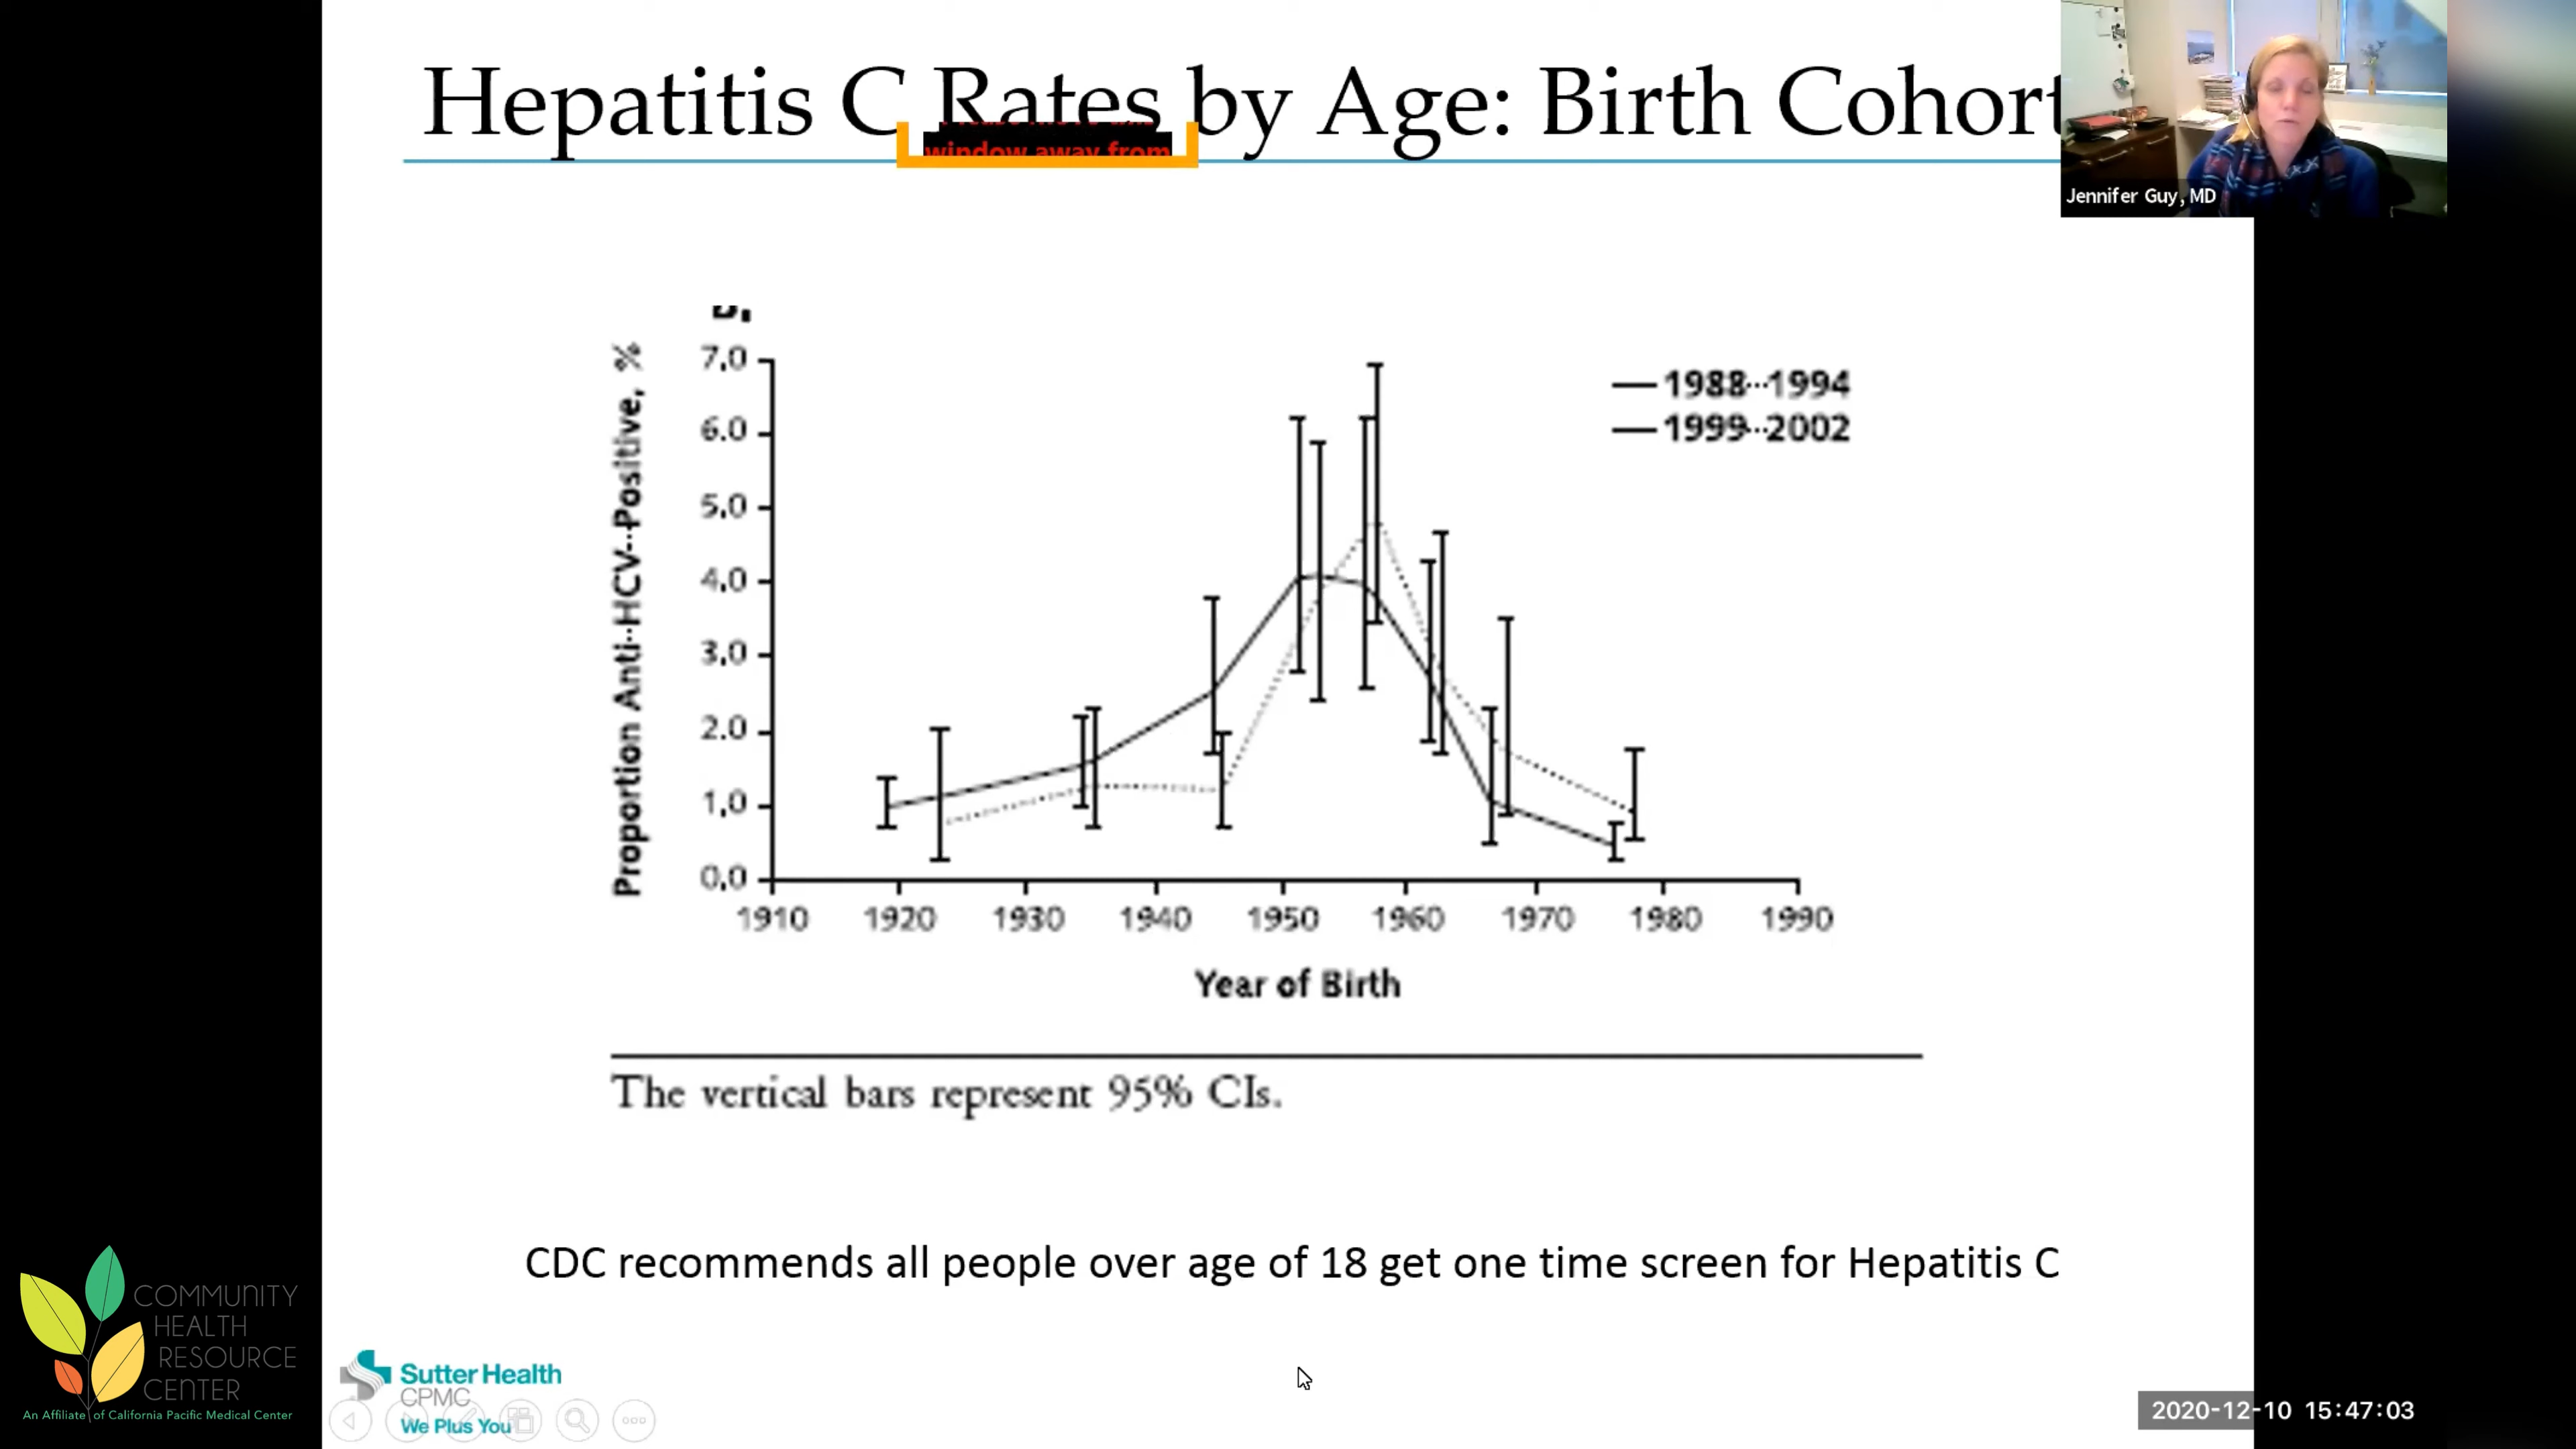 Hepatitis C Rates by Age: Birth Cohort
window away from
Jennifer Guy, MD
Proportion Anti-HCV-Positive, %
7.0
6.0
5.0
4.0
3.0
2.0
1.0
0.0
1988-1994
1999-2002
1910 1920 1930 1940 1950 1960 1970 1980 1990
Year of Birth
The vertical bars represent 95% CIs.
CDC recommends all people over age of 18 get one time screen for Hepatitis C
COMMUNITY
HEALTH
RESOURCE
CENTER
An Affiliate of California Pacific Medical Center
Sutter Health
CPMC
We Plus You
2020-12-10 15:47:03